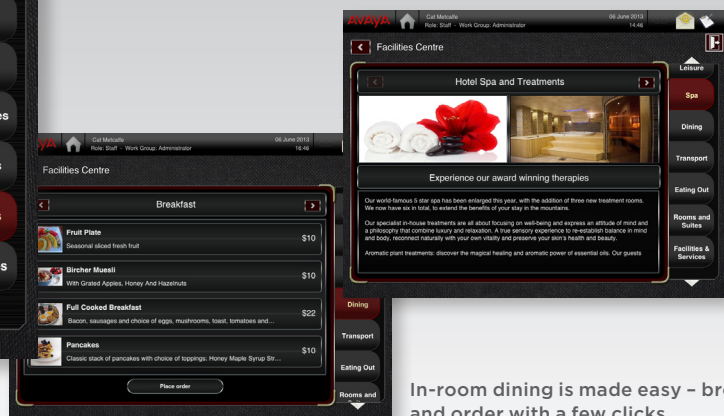 AVAYA
Cat Metcalfe
Role: Staff - Work Group: Administrator
06 June 2013
14:46
Facilities Centre
Hotel Spa and Treatments
Experience our award winning therapies
Our world-famous 5 star spa has been enlarged this year, with the addition of three new treatment rooms.
We now have six in total, to extend the benefits of your stay in the mountains.
Our specialist in-house treatments are all about focusing on well-being and express an attitude of mind and
a philosophy that combine luxury and relaxation. A true sensory experience to re-establish balance in mind
and body, reconnect naturally with your own vitality and preserve your skin's health and beauty.
Aromatic plant treatments: discover the magical healing and aromatic power of essential oils. Our guests
Leisure
Spa
Dining
Transport
Eating Out
Rooms and
Suites
Facilities &
Services
Cat Metcalfe
Role: Staff - Work Group: Administrator
06 June 2013
16:46
Facilities Centre
Breakfast
Fruit Plate
Seasonal sliced fresh fruit
$10
Bircher Muesli
With Grated Apples, Honey And Hazelnuts
$10
Full Cooked Breakfast
Bacon, sausages and choice of eggs, mushrooms, toast, tomatoes and...
$22
Pancakes
Classic stack of pancakes with choice of toppings: Honey Maple Syrup Str...
$10
Place order
Dining
Transport
Eating Out
Rooms and
In-room dining is made easy – br
and order with a few clicks